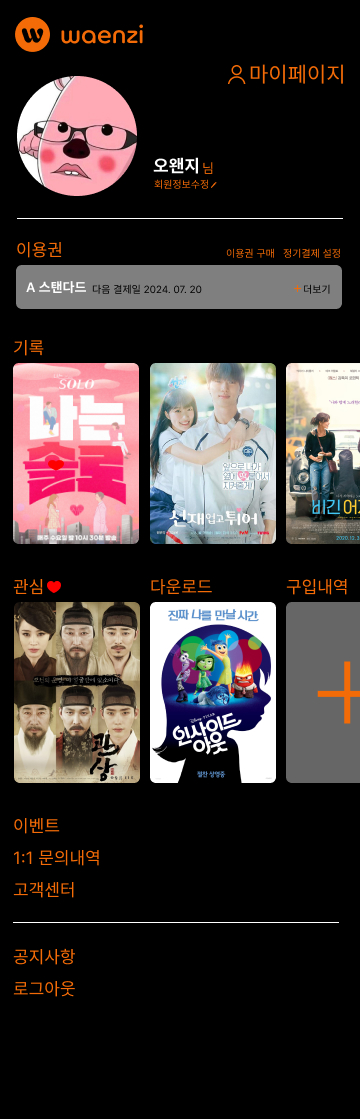 waenzi
마이페이지
오왠지 님
회원정보수정
이용권
이용권 구매 정기결제 설정
A 스탠다드 다음 결제일 2024. 07. 20
더보기
기록
SOLO
나는
솔로
매주 수요일 밤 10시 30분 방송
선재 업고 튀어
비긴 어게
관심
다운로드
구입내역
관상
진짜 나를 만날 시간
인사이드
아웃
절찬 상영중
이벤트
1:1 문의내역
고객센터
공지사항
로그아웃